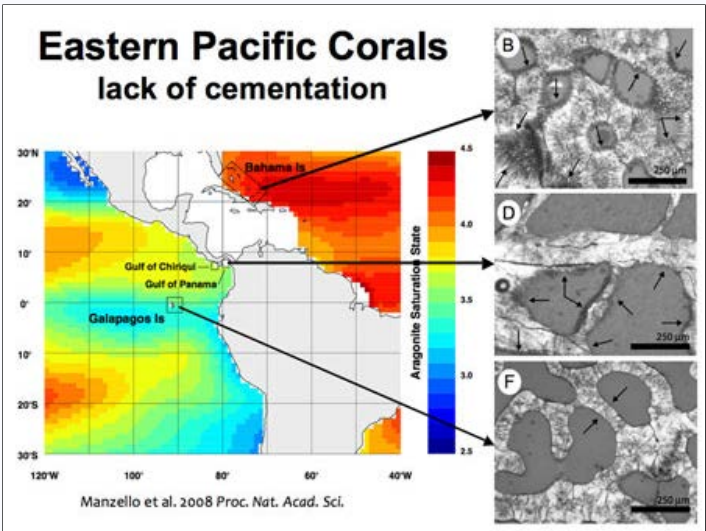 Eastern Pacific Corals
lack of cementation
30°N
20°
10°
0°
10°
20°S
30°S
120°W
100°
80°
60°
40°W
Bahama Is
Gulf of Chiriqui
Gulf of Panama
Galapagos Is
4.5
4.0
3.5
3.0
2.5
Aragonite Saturation State
B
250 µm
D
250 µm
F
250 µm
Manzello et al. 2008 Proc. Nat. Acad. Sci.